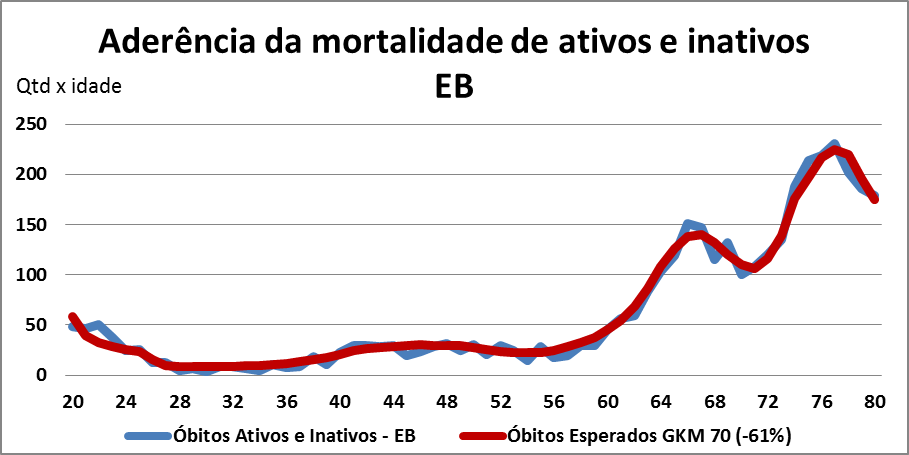 Aderência da mortalidade de ativos e inativos
EB
Qtd x idade
250
200
150
100
50
0
20 24 28 32 36 40 44 48 52 56 60 64 68 72 76 80
Óbitos Ativos e Inativos - EB Óbitos Esperados GKM 70 (-61%)